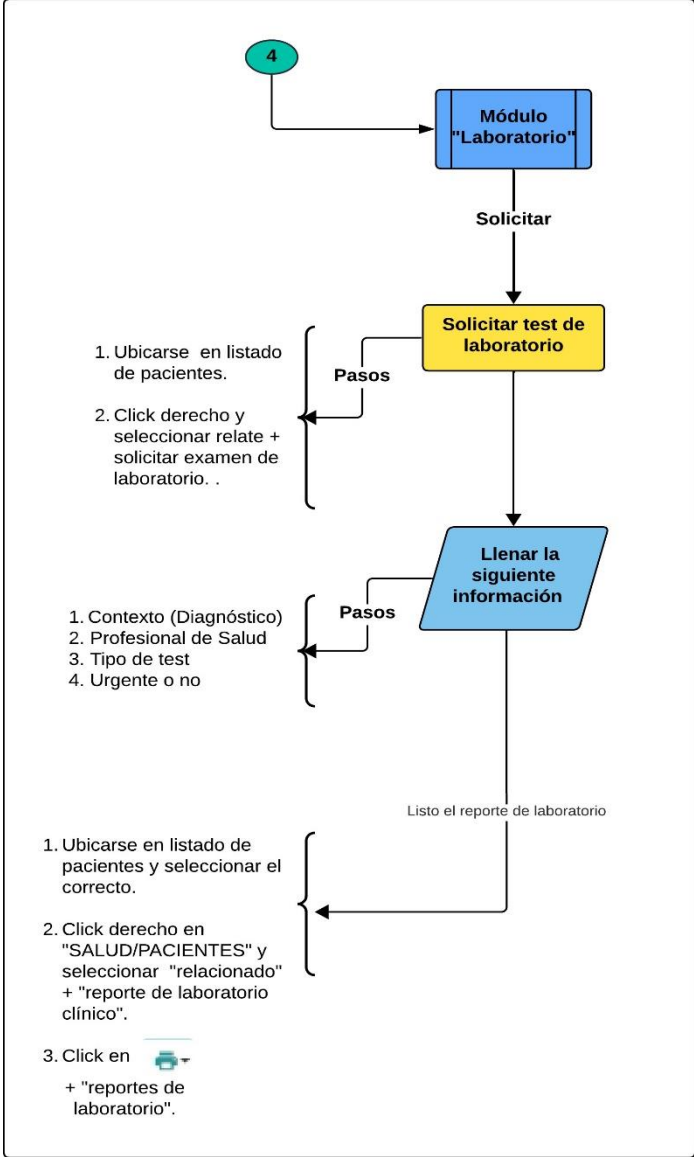 4
Módulo
"Laboratorio"
Solicitar
Solicitar test de
laboratorio
Pasos
1. Ubicarse en listado
de pacientes.
2. Click derecho y
seleccionar relate +
solicitar examen de
laboratorio. .
Llenar la
siguiente
información
Pasos
1. Contexto (Diagnóstico)
2. Profesional de Salud
3. Tipo de test
4. Urgente o no
Listo el reporte de laboratorio
1. Ubicarse en listado de
pacientes y seleccionar el
correcto.
2. Click derecho en
"SALUD/PACIENTES" y
seleccionar "relacionado"
+ "reporte de laboratorio
clínico".
3. Click en
+ "reportes de
laboratorio".